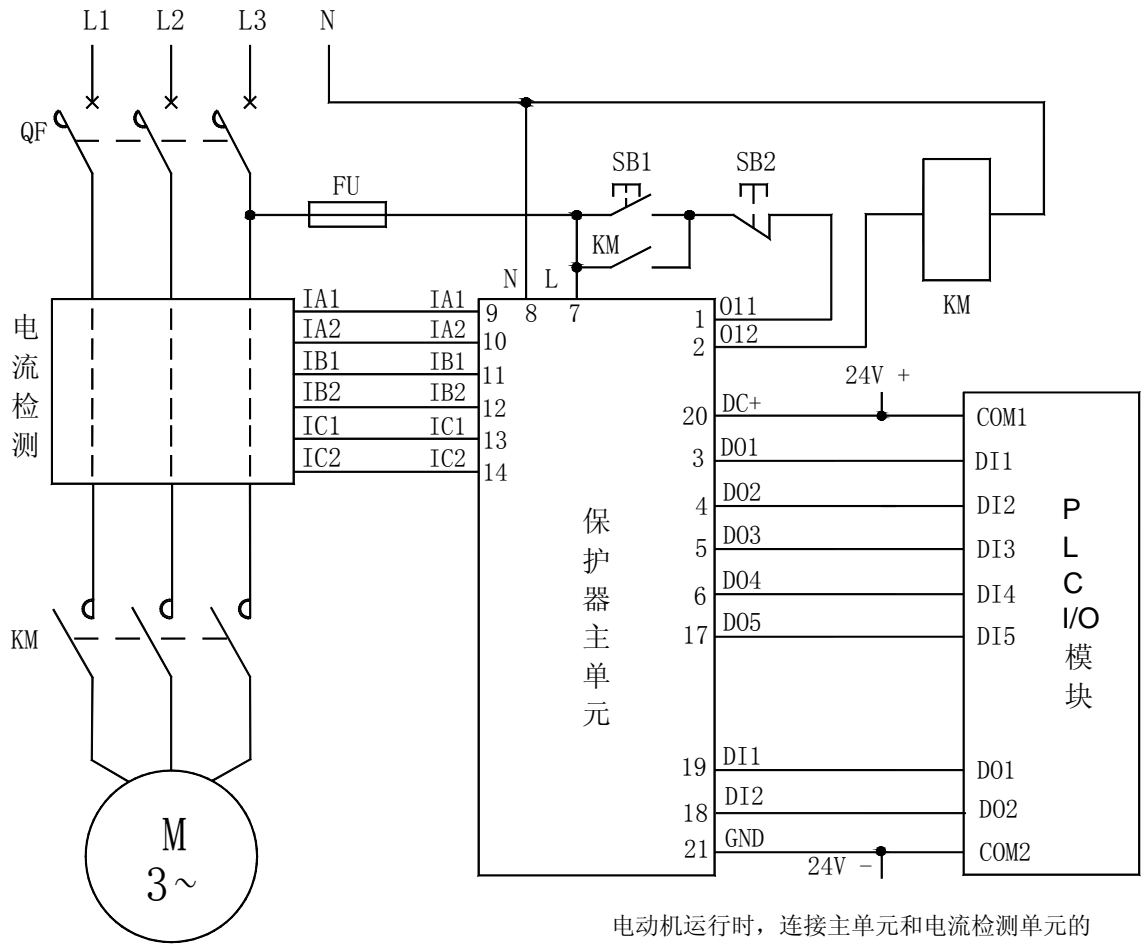 L1 L2 L3 N
QF
FU
SB1 SB2
KM
KM
N L
8 7
电流检测
IA1 IA1 9
IA2 IA2 10
IB1 IB1 11
IB2 IB2 12
IC1 IC1 13
IC2 IC2 14
1 O11
2 O12
24V +
20 DC+ COM1
3 DO1 DI1
4 DO2 DI2
5 DO3 DI3
6 DO4 DI4
17 DO5 DI5
保护器主单元
PLC I/O模块
KM
19 DI1 DO1
18 DI2 DO2
21 GND COM2
24V -
M
3~
电动机运行时，连接主单元和电流检测单元的